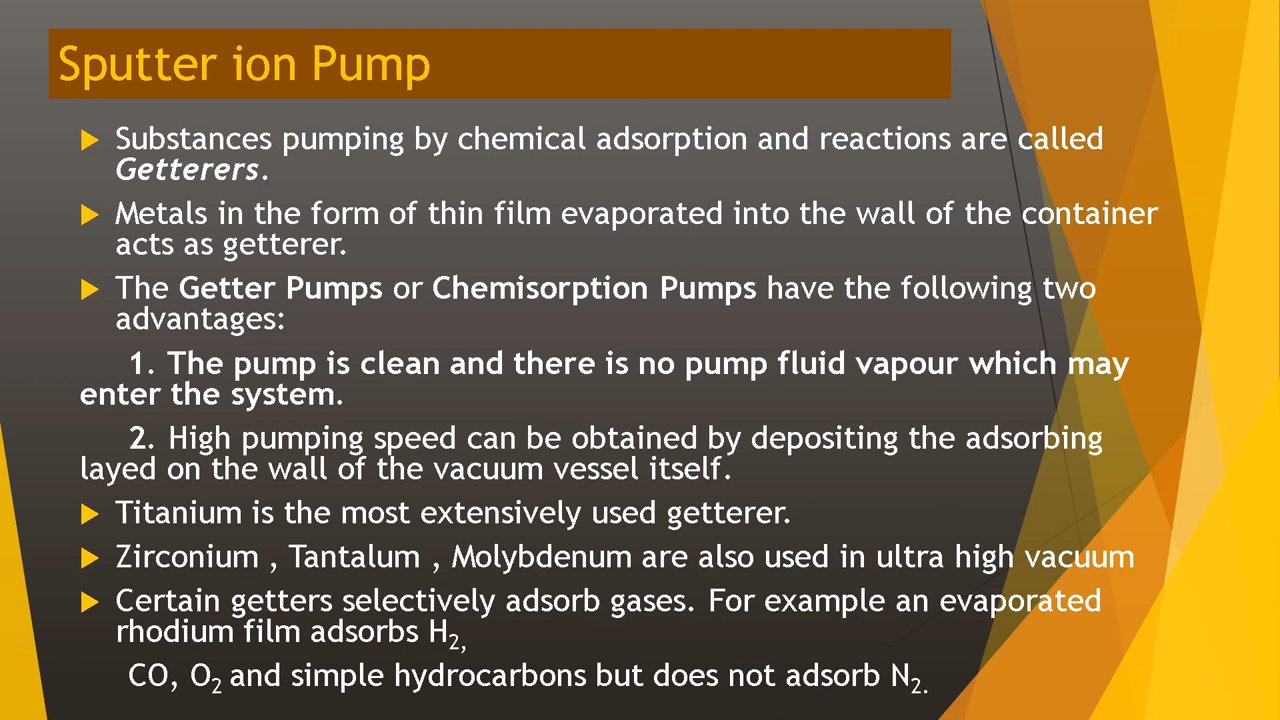 Sputter ion Pump
Substances pumping by chemical adsorption and reactions are called
Getterers.
Metals in the form of thin film evaporated into the wall of the container
acts as getterer.
The Getter Pumps or Chemisorption Pumps have the following two
advantages:
1. The pump is clean and there is no pump fluid vapour which may
enter the system.
2. High pumping speed can be obtained by depositing the adsorbing
layed on the wall of the vacuum vessel itself.
Titanium is the most extensively used getterer.
Zirconium , Tantalum , Molybdenum are also used in ultra high vacuum
Certain getters selectively adsorb gases. For example an evaporated
rhodium film adsorbs H₂,
CO, O₂ and simple hydrocarbons but does not adsorb N₂.